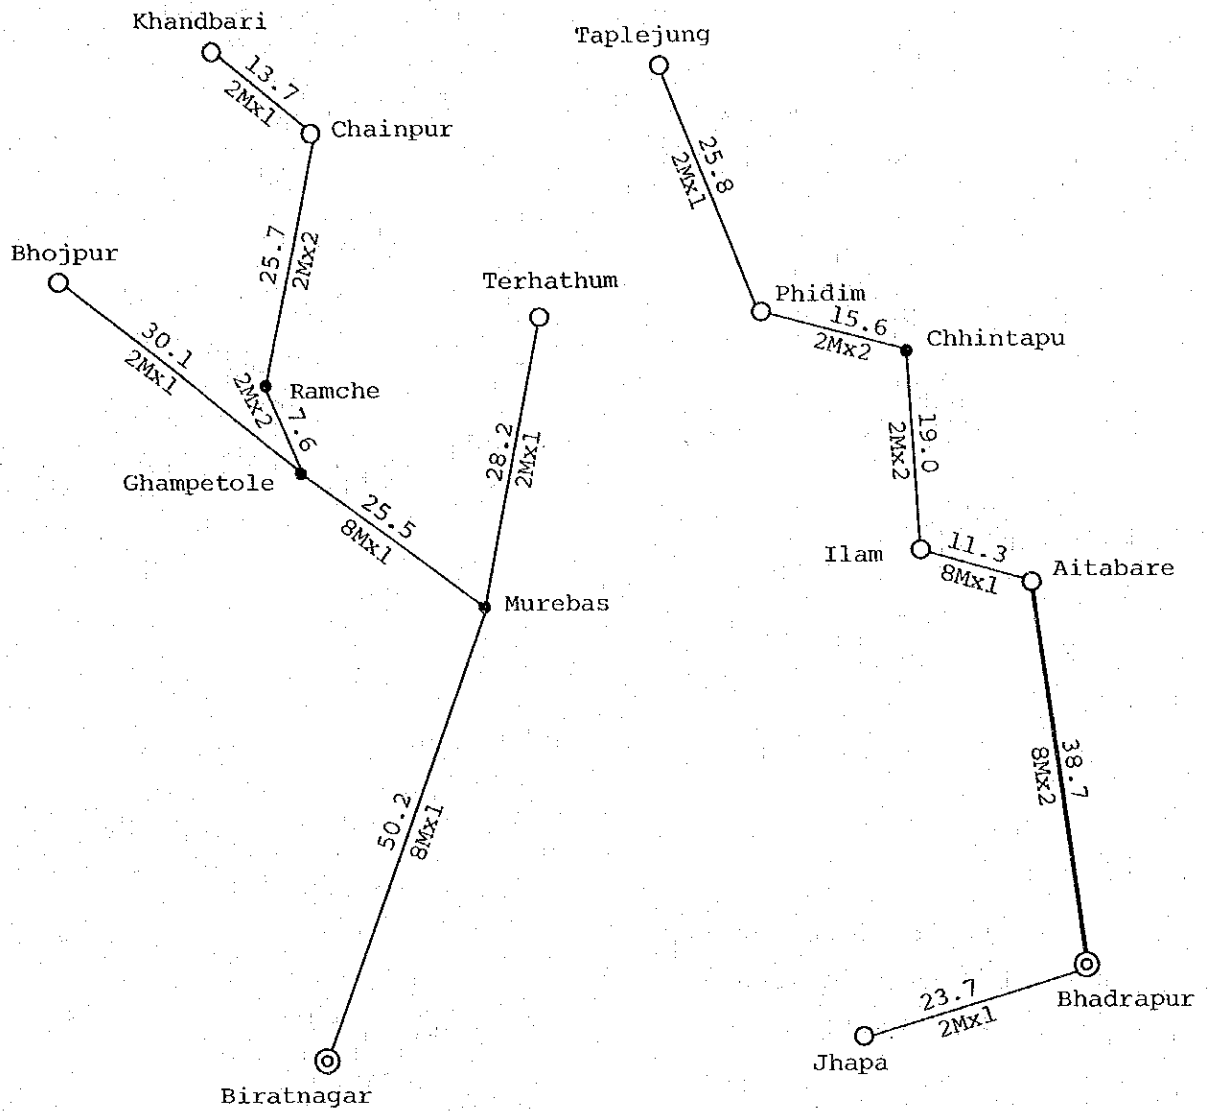 Khandbari
13.7
2Mx1
Chainpur
25.7
2Mx2
Bhojpur
30.1
2Mx1
Ramche
2Mx2
7.6
Ghampetole
Terhathum
28.2
2Mx1
25.5
8Mx1
Murebas
50.2
8Mx1
Biratnagar
Taplejung
25.8
2Mx1
Phidim
15.6
2Mx2
Chhintapu
19.0
2Mx2
Ilam
11.3
8Mx1
Aitabare
38.7
8Mx2
Bhadrapur
23.7
2Mx1
Jhapa